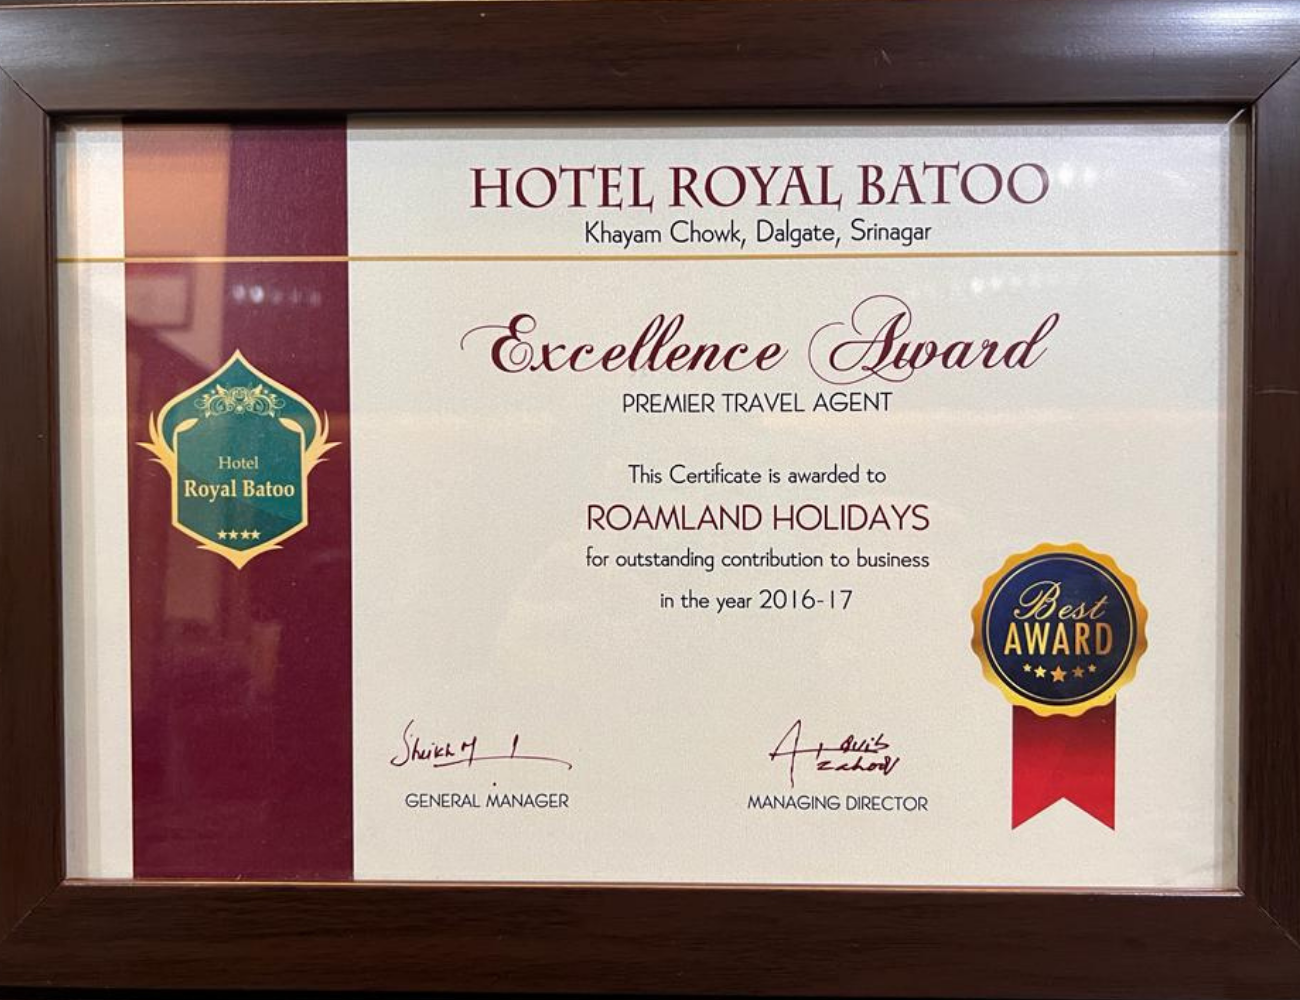 HOTEL ROYAL BATOO
Khayam Chowk, Dalgate, Srinagar
Excellence Award
PREMIER TRAVEL AGENT
This Certificate is awarded to
ROAMLAND HOLIDAYS
for outstanding contribution to business
in the year 2016-17
Hotel
Royal Batoo
Best
AWARD
Sheikh M
Zahoor
GENERAL MANAGER
MANAGING DIRECTOR